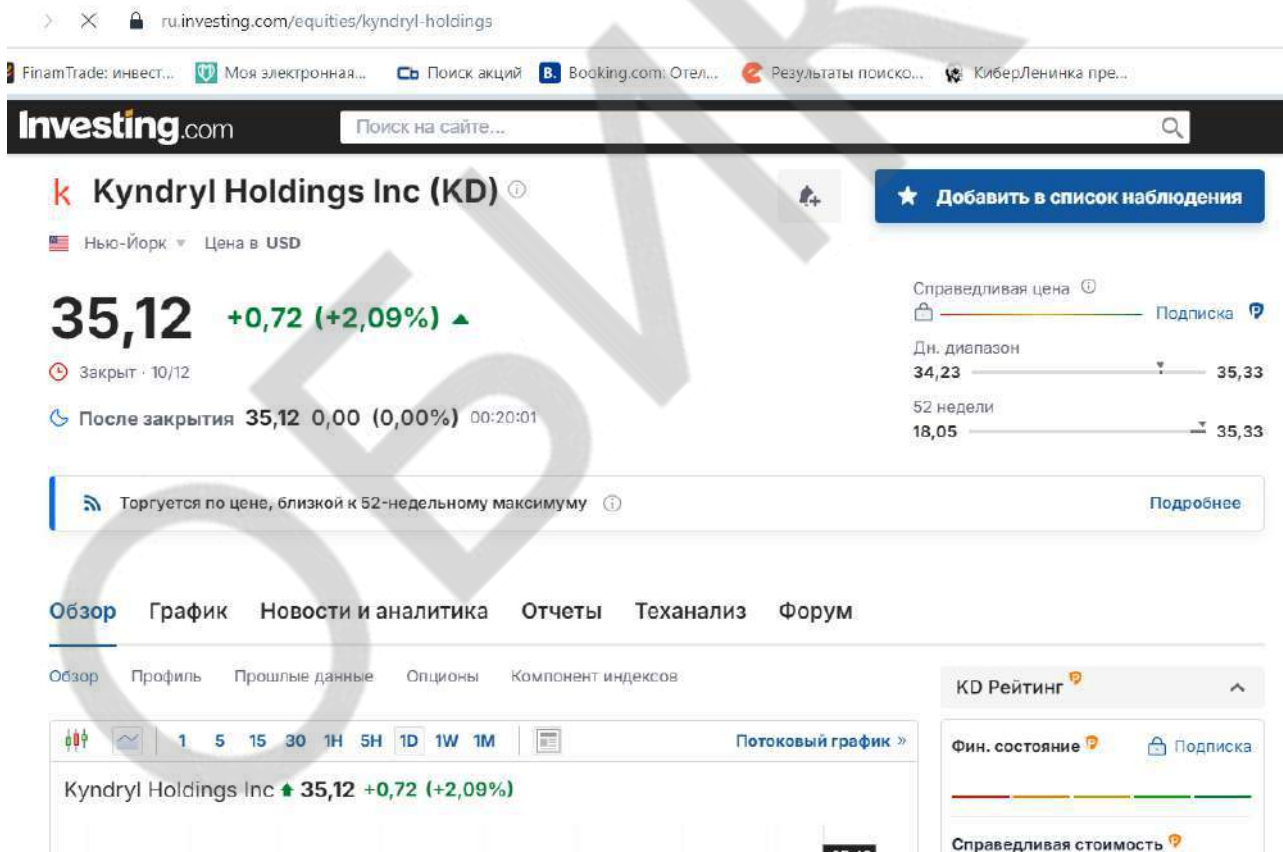 ru.investing.com/equities/kyndryl-holdings
FinamTrade: инвест... Моя электронная... Сb Поиск акций B. Booking.com: Отел... Результаты поиско... КиберЛенинка пре...
Investing.com Поиск на сайте...
k Kyndryl Holdings Inc (KD) Добавить в список наблюдения
Нью-Йорк Цена в USD
35,12 +0,72 (+2,09%)
Закрыт · 10/12
После закрытия 35,12 0,00 (0,00%) 00:20:01
Справедливая цена
Подписка
Дн. диапазон
34,23 35,33
52 недели
18,05 35,33
Торгуется по цене, близкой к 52-недельному максимуму Подробнее
Обзор График Новости и аналитика Отчеты Теханализ Форум
Обзор Профиль Прошлые данные Опционы Компонент индексов
1 5 15 30 1H 5H 1D 1W 1M Потоковый график »
Kyndryl Holdings Inc 35,12 +0,72 (+2,09%)
KD Рейтинг
Фин. состояние Подписка
Справедливая стоимость
ОБИК